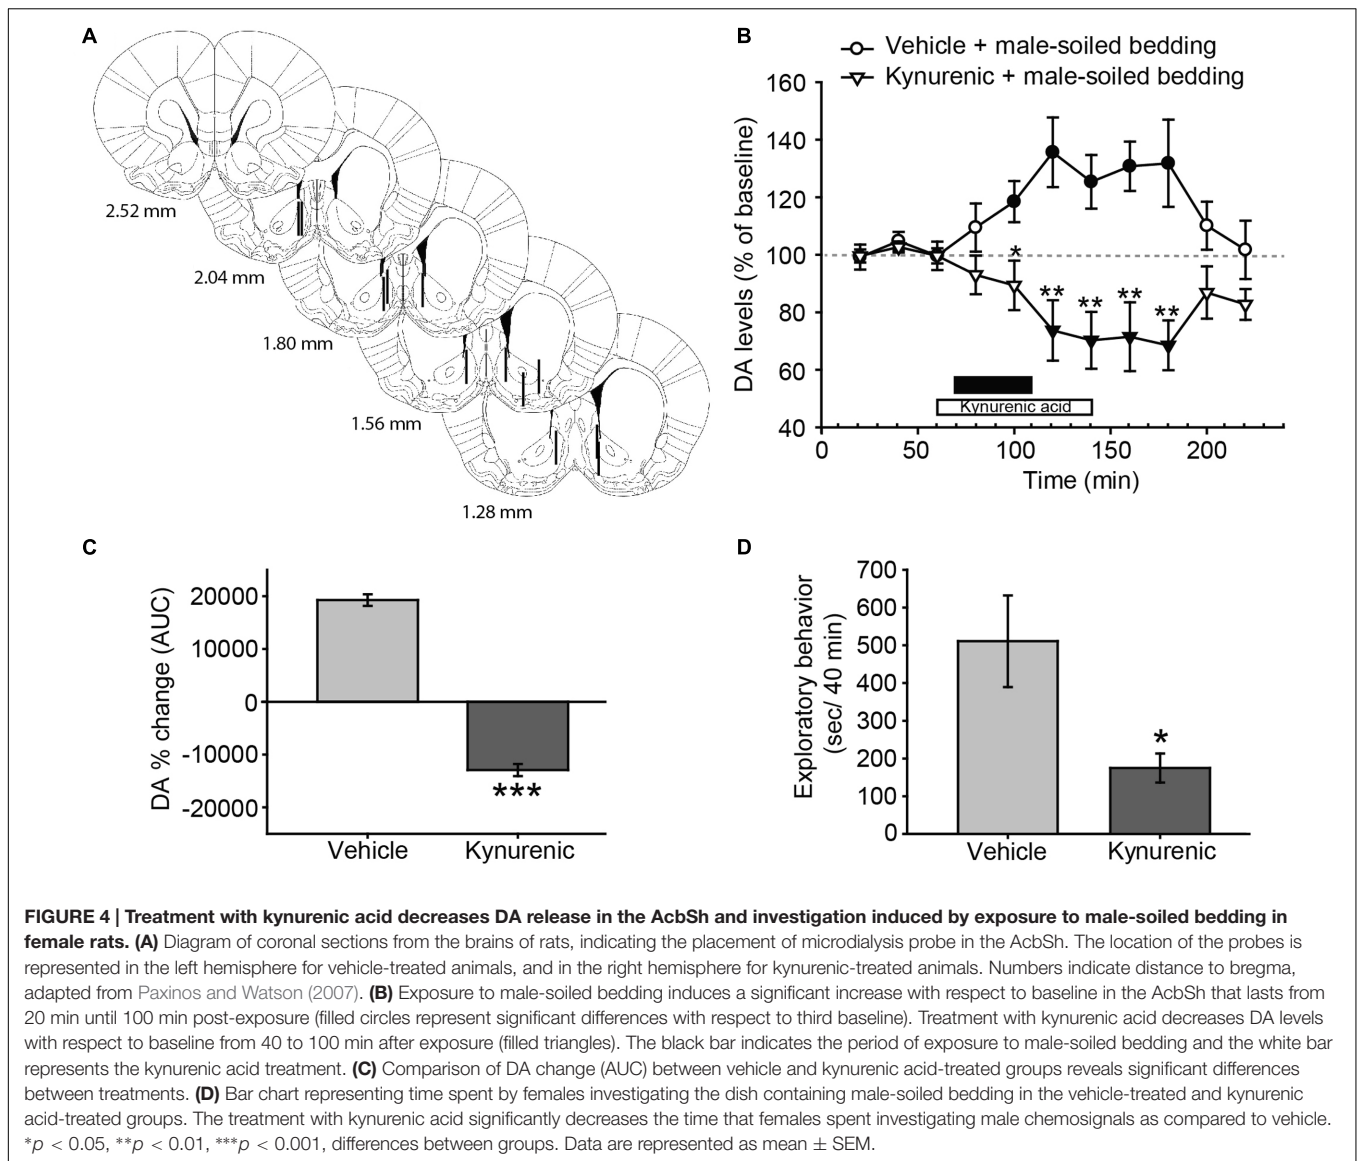 A
2.52 mm
2.04 mm
1.80 mm
1.56 mm
1.28 mm
B
Vehicle + male-soiled bedding
Kynurenic + male-soiled bedding
DA levels (% of baseline)
160
140
120
100
80
60
40
*
** ** ** **
Kynurenic acid
0 50 100 150 200
Time (min)
C
DA % change (AUC)
20000
10000
0
-10000
-20000
***
Vehicle Kynurenic
D
Exploratory behavior
(sec/ 40 min)
700
600
500
400
300
200
100
0
*
Vehicle Kynurenic
FIGURE 4 | Treatment with kynurenic acid decreases DA release in the AcbSh and investigation induced by exposure to male-soiled bedding in
female rats. (A) Diagram of coronal sections from the brains of rats, indicating the placement of microdialysis probe in the AcbSh. The location of the probes is
represented in the left hemisphere for vehicle-treated animals, and in the right hemisphere for kynurenic-treated animals. Numbers indicate distance to bregma,
adapted from Paxinos and Watson (2007). (B) Exposure to male-soiled bedding induces a significant increase with respect to baseline in the AcbSh that lasts from
20 min until 100 min post-exposure (filled circles represent significant differences with respect to third baseline). Treatment with kynurenic acid decreases DA levels
with respect to baseline from 40 to 100 min after exposure (filled triangles). The black bar indicates the period of exposure to male-soiled bedding and the white bar
represents the kynurenic acid treatment. (C) Comparison of DA change (AUC) between vehicle and kynurenic acid-treated groups reveals significant differences
between treatments. (D) Bar chart representing time spent by females investigating the dish containing male-soiled bedding in the vehicle-treated and kynurenic
acid-treated groups. The treatment with kynurenic acid significantly decreases the time that females spent investigating male chemosignals as compared to vehicle.
*p < 0.05, **p < 0.01, ***p < 0.001, differences between groups. Data are represented as mean ± SEM.